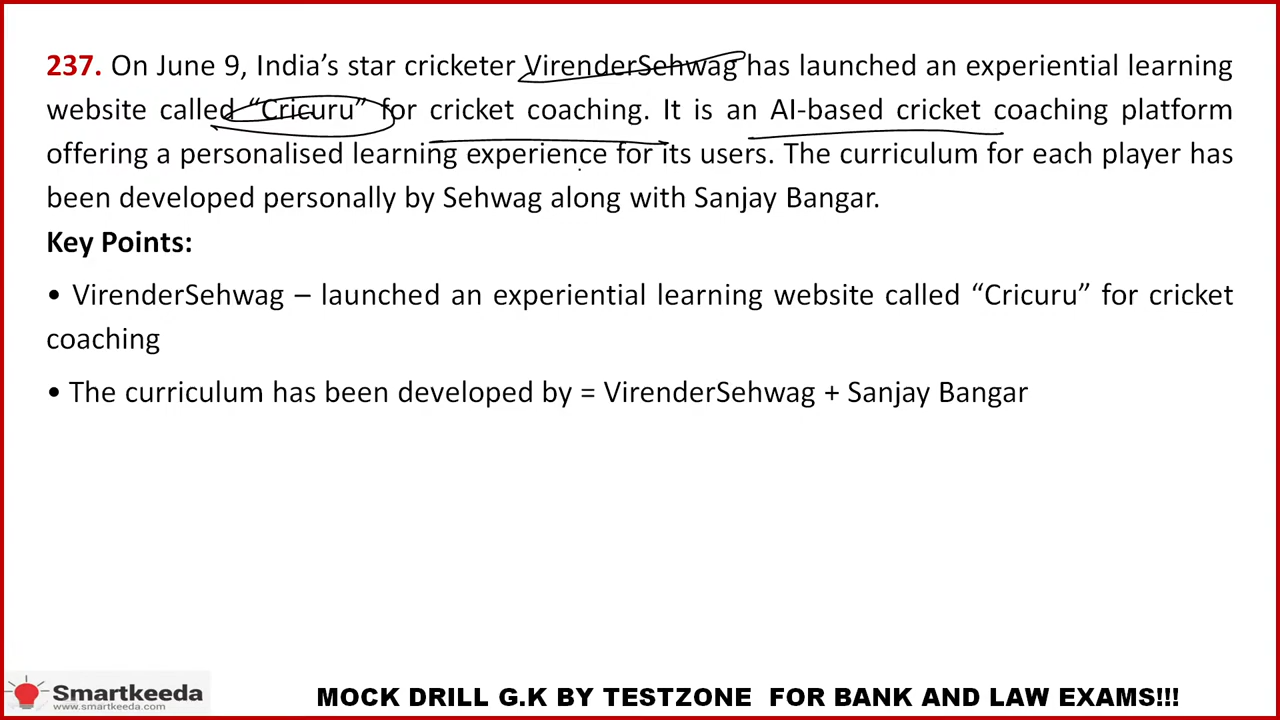 237. On June 9, India’s star cricketer VirenderSehwag has launched an experiential learning
website called “Cricuru” for cricket coaching. It is an AI-based cricket coaching platform
offering a personalised learning experience for its users. The curriculum for each player has
been developed personally by Sehwag along with Sanjay Bangar.
Key Points:
• VirenderSehwag – launched an experiential learning website called “Cricuru” for cricket
coaching
• The curriculum has been developed by = VirenderSehwag + Sanjay Bangar
Smartkeeda
www.smartkeeda.com
MOCK DRILL G.K BY TESTZONE FOR BANK AND LAW EXAMS!!!